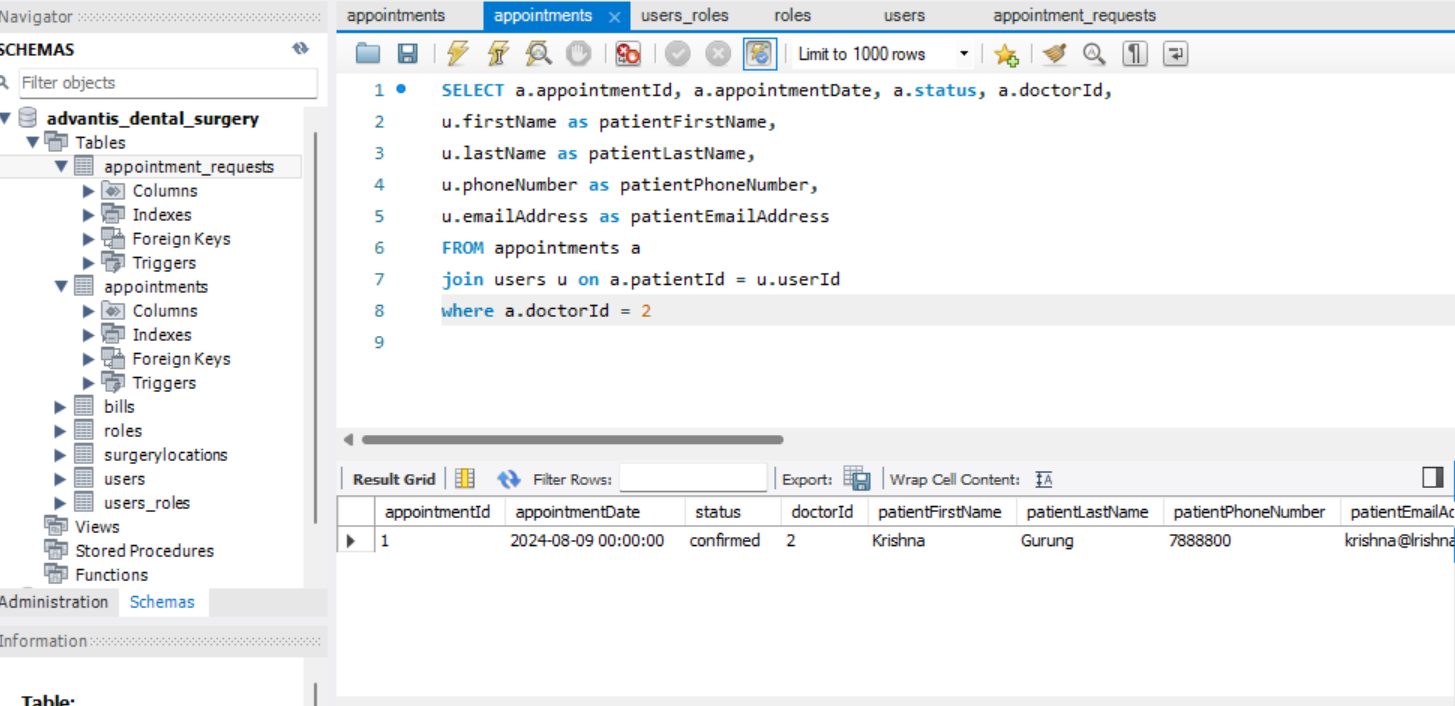 Navigator
SCHEMAS
Filter objects
advantis_dental_surgery
Tables
appointment_requests
Columns
Indexes
Foreign Keys
Triggers
appointments
Columns
Indexes
Foreign Keys
Triggers
bills
roles
surgerylocations
users
users_roles
Views
Stored Procedures
Functions
Administration Schemas
Information
Table:
appointments appointments users_roles roles users appointment_requests
Limit to 1000 rows
1 SELECT a.appointmentId, a.appointmentDate, a.status, a.doctorId,
2 u.firstName as patientFirstName,
3 u.lastName as patientLastName,
4 u.phoneNumber as patientPhoneNumber,
5 u.emailAddress as patientEmailAddress
6 FROM appointments a
7 join users u on a.patientId = u.userId
8 where a.doctorId = 2
9
Result Grid Filter Rows: Export: Wrap Cell Content: IA
appointmentId appointmentDate status doctorId patientFirstName patientLastName patientPhoneNumber patientEmailAd
1 2024-08-09 00:00:00 confirmed 2 Krishna Gurung 7888800 krishna@lrishna